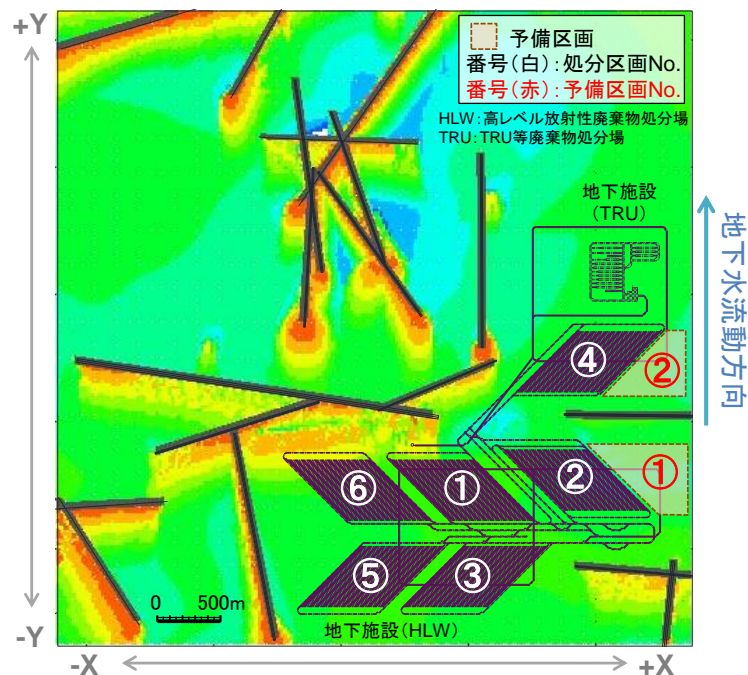 +Y
予備区画
番号(白):処分区画No.
番号(赤):予備区画No.
HLW:高レベル放射性廃棄物処分場
TRU:TRU等廃棄物処分場
地下施設
(TRU)
地下水流動方向
④
②
⑥
①
②
①
⑤
③
0 500m
地下施設(HLW)
-Y
-X
+X